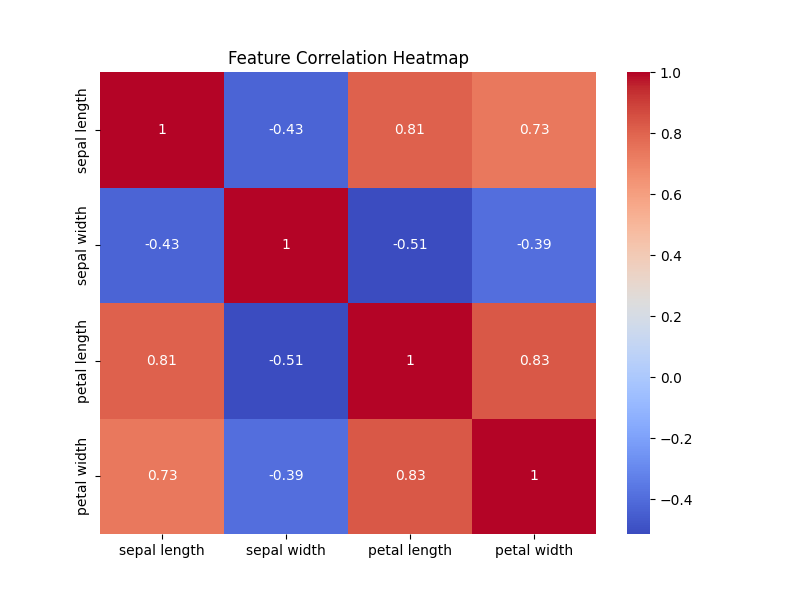 Feature Correlation Heatmap
sepal length 1 -0.43 0.81 0.73
sepal width -0.43 1 -0.51 -0.39
petal length 0.81 -0.51 1 0.83
petal width 0.73 -0.39 0.83 1
sepal length sepal width petal length petal width
1.0
0.8
0.6
0.4
0.2
0.0
−0.2
−0.4